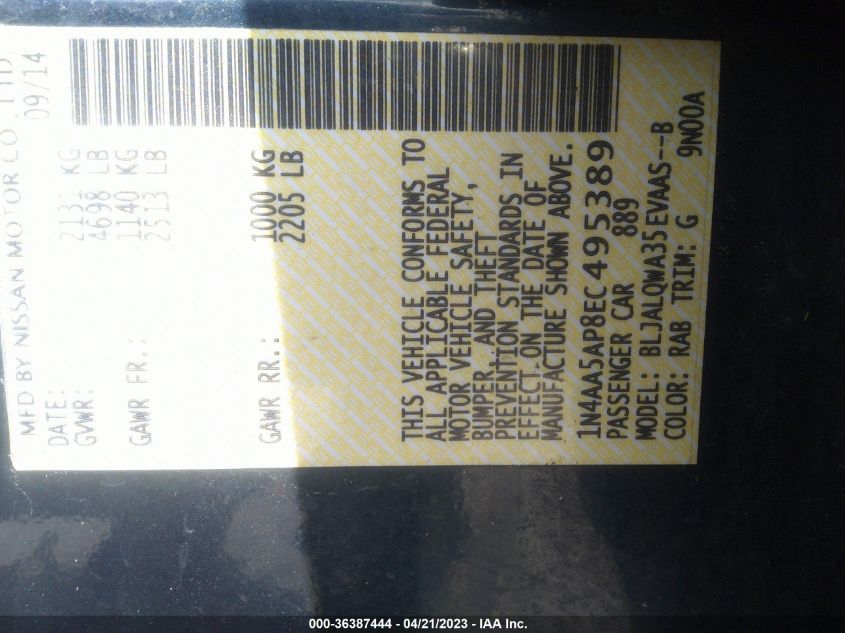 MFD BY NISSAN MOTOR CO., LTD.
DATE: 09/14
GVWR: 2131 KG
4698 LB
GAWR FR.: 1140 KG
2513 LB
GAWR RR.: 1000 KG
2205 LB
THIS VEHICLE CONFORMS TO
ALL APPLICABLE FEDERAL
MOTOR VEHICLE SAFETY,
BUMPER, AND THEFT
PREVENTION STANDARDS IN
EFFECT ON THE DATE OF
MANUFACTURE SHOWN ABOVE.
1N4AA5AP8EC495389
PASSENGER CAR 889
MODEL: BLJALQWA35EVAAS--B
COLOR: RAB TRIM: G 9N00A
000-36387444 - 04/21/2023 - IAA Inc.